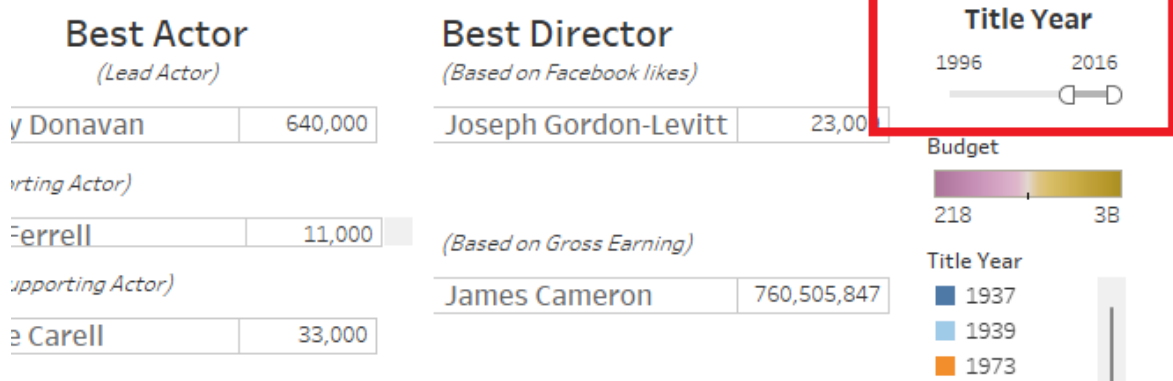 Best Actor
(Lead Actor)
y Donavan 640,000
rting Actor)
Ferrell 11,000
upporting Actor)
e Carell 33,000
Best Director
(Based on Facebook likes)
Joseph Gordon-Levitt 23,00
(Based on Gross Earning)
James Cameron 760,505,847
Title Year
1996 2016
Budget
218 3B
Title Year
1937
1939
1973